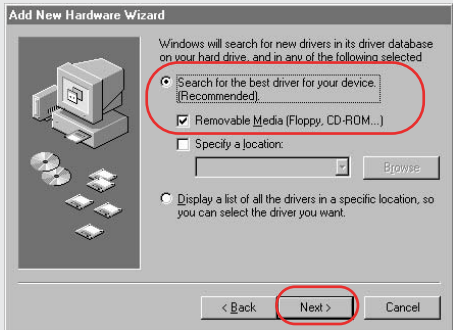 Add New Hardware Wizard
Windows will search for new drivers in its driver database
on your hard drive, and in any of the following selected
Search for the best driver for your device.
(Recommended).
Removable Media (Floppy, CD-ROM...)
Specify a location:
Browse
Display a list of all the drivers in a specific location, so
you can select the driver you want.
< Back
Next >
Cancel